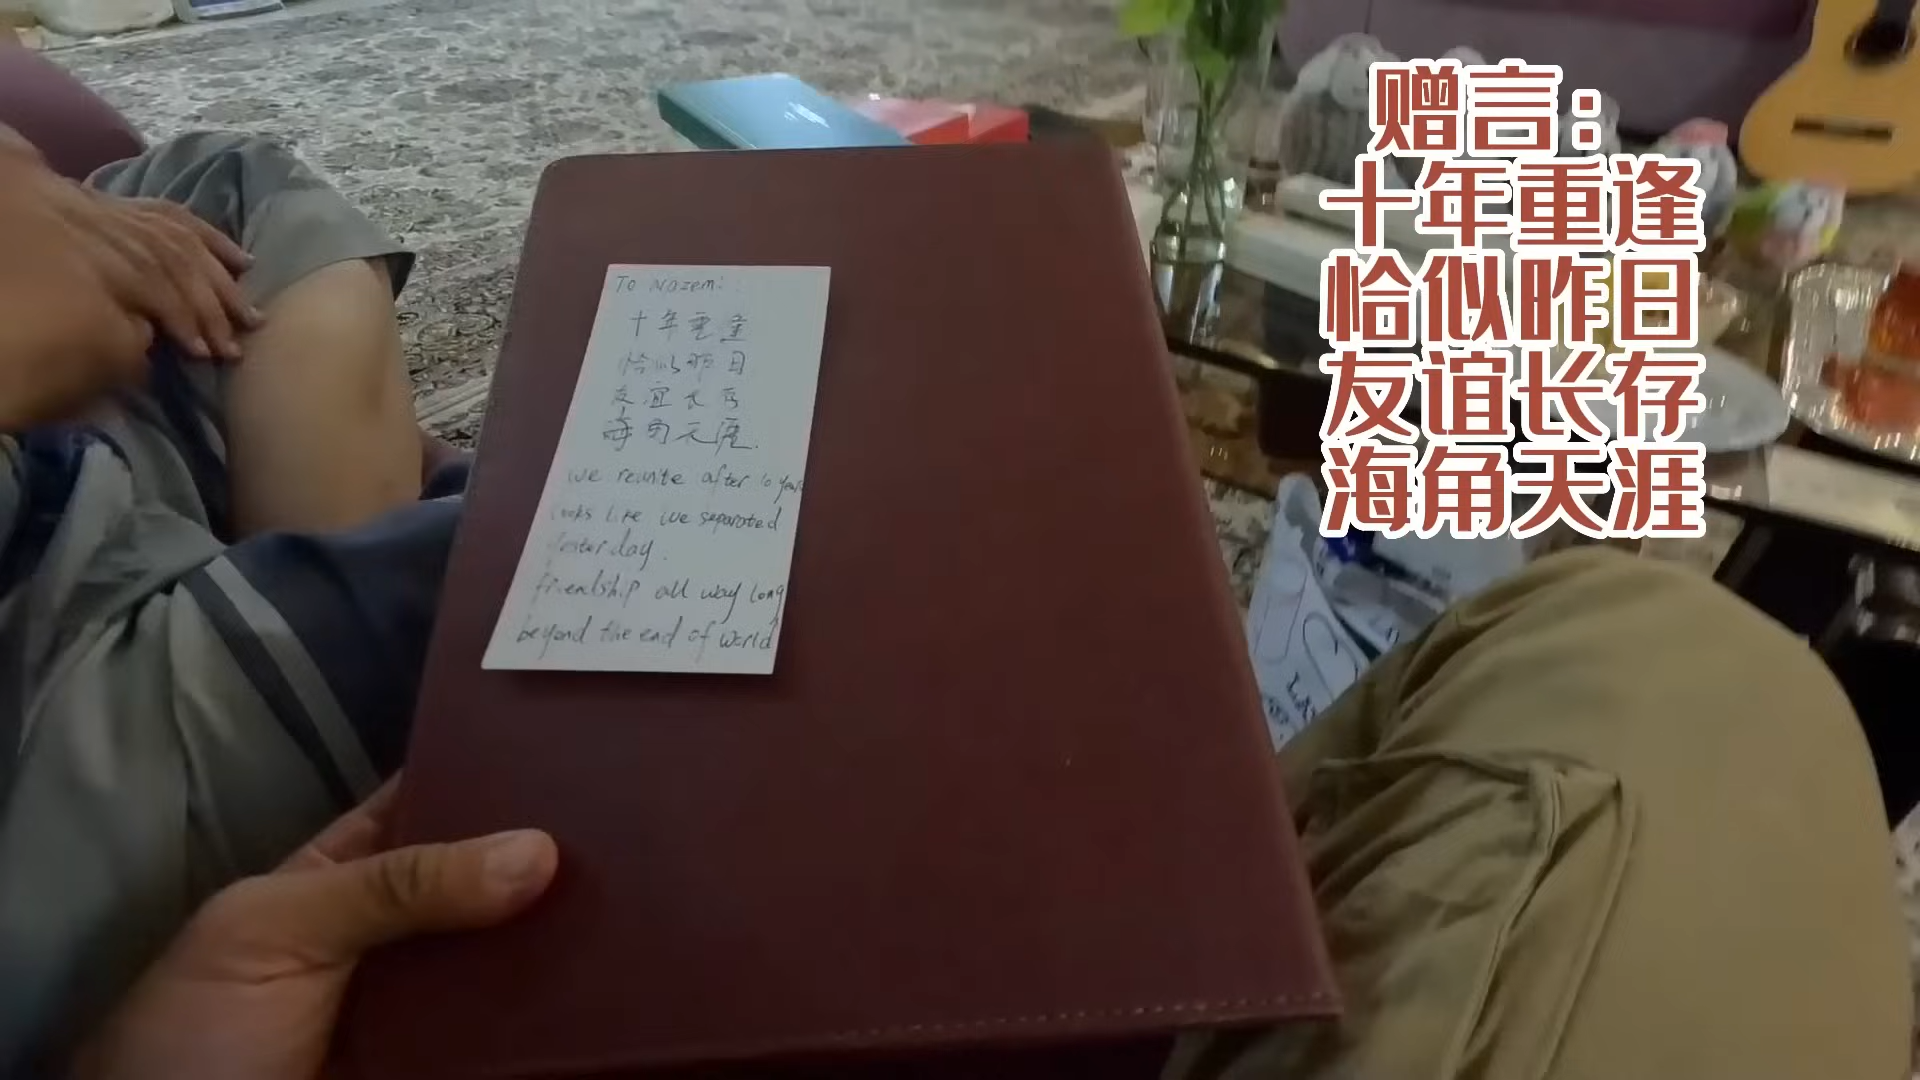 赠言：
十年重逢
恰似昨日
友谊长存
海角天涯
To Nazemi:
十年重逢
恰似昨日
友谊长存
海角天涯.
we reunite after 10 years
looks like we separated
yesterday.
friendship all way long
beyond the end of world